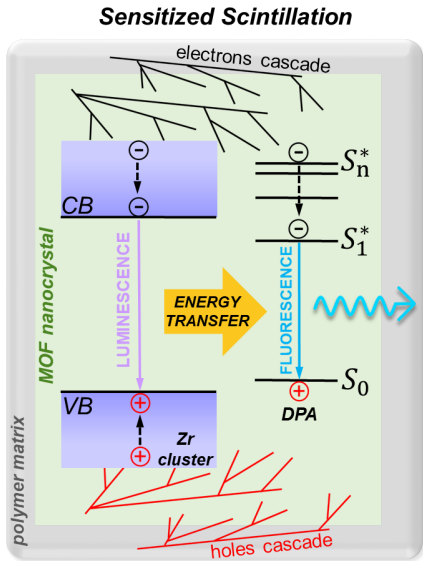 Sensitized Scintillation
electrons cascade
CB
S*n
S*1
MOF nanocrystal
LUMINESCENCE
ENERGY
TRANSFER
FLUORESCENCE
VB
S0
DPA
Zr
cluster
polymer matrix
holes cascade